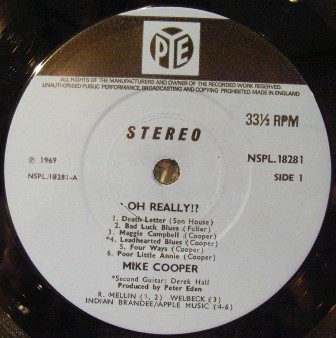 PYE
ALL RIGHTS OF THE MANUFACTURERS AND OWNER OF THE RECORDED WORK RESERVED.
UNAUTHORISED PUBLIC PERFORMANCE, BROADCASTING AND COPYING PROHIBITED MADE IN ENGLAND
STEREO
33⅓ RPM
℗ 1969
NSPL.18281
NSPL.18281-A
SIDE 1
OH REALLY!?
1. Death-Letter (Son House)
2. Bad Luck Blues (Fuller)
3. Maggie Campbell (Cooper)
*4. Leadhearted Blues (Cooper)
5. Four Ways (Cooper)
6. Poor Little Annie (Cooper)
MIKE COOPER
*Second Guitar: Derek Hall
Produced by Peter Eden
R. MELLIN (1, 2) WELBECK (3)
INDIAN BRANDEE/APPLE MUSIC (4-6)